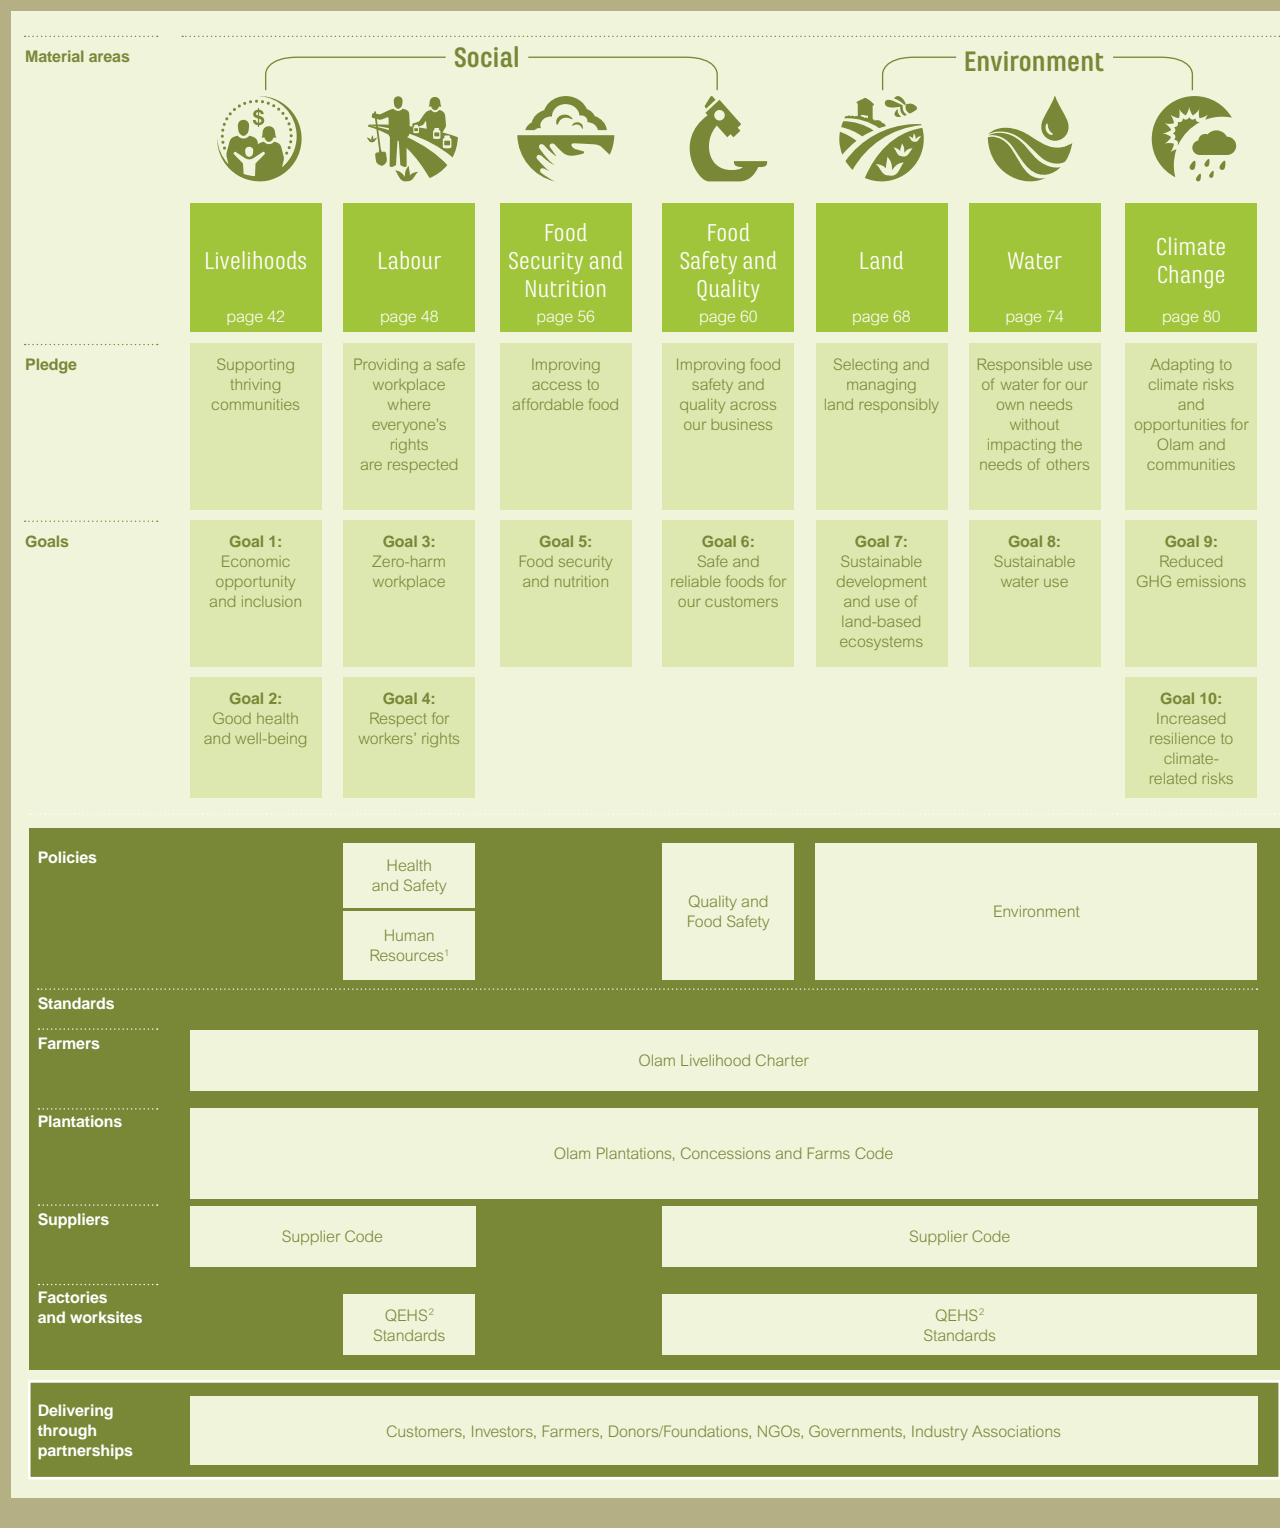 Material areas
Social
Environment
$
Livelihoods
page 42
Labour
page 48
Food
Security and
Nutrition
page 56
Food
Safety and
Quality
page 60
Land
page 68
Water
page 74
Climate
Change
page 80
Pledge
Supporting
thriving
communities
Providing a safe
workplace
where
everyone's
rights
are respected
Improving
access to
affordable food
Improving food
safety and
quality across
our business
Selecting and
managing
land responsibly
Responsible use
of water for our
own needs
without
impacting the
needs of others
Adapting to
climate risks
and
opportunities for
Olam and
communities
Goals
Goal 1:
Economic
opportunity
and inclusion
Goal 3:
Zero-harm
workplace
Goal 5:
Food security
and nutrition
Goal 6:
Safe and
reliable foods for
our customers
Goal 7:
Sustainable
development
and use of
land-based
ecosystems
Goal 8:
Sustainable
water use
Goal 9:
Reduced
GHG emissions
Goal 2:
Good health
and well-being
Goal 4:
Respect for
workers' rights
Goal 10:
Increased
resilience to
climate-
related risks
Policies
Health
and Safety
Human
Resources¹
Quality and
Food Safety
Environment
Standards
Farmers
Olam Livelihood Charter
Plantations
Olam Plantations, Concessions and Farms Code
Suppliers
Supplier Code
Supplier Code
Factories
and worksites
QEHS²
Standards
QEHS²
Standards
Delivering
through
partnerships
Customers, Investors, Farmers, Donors/Foundations, NGOs, Governments, Industry Associations